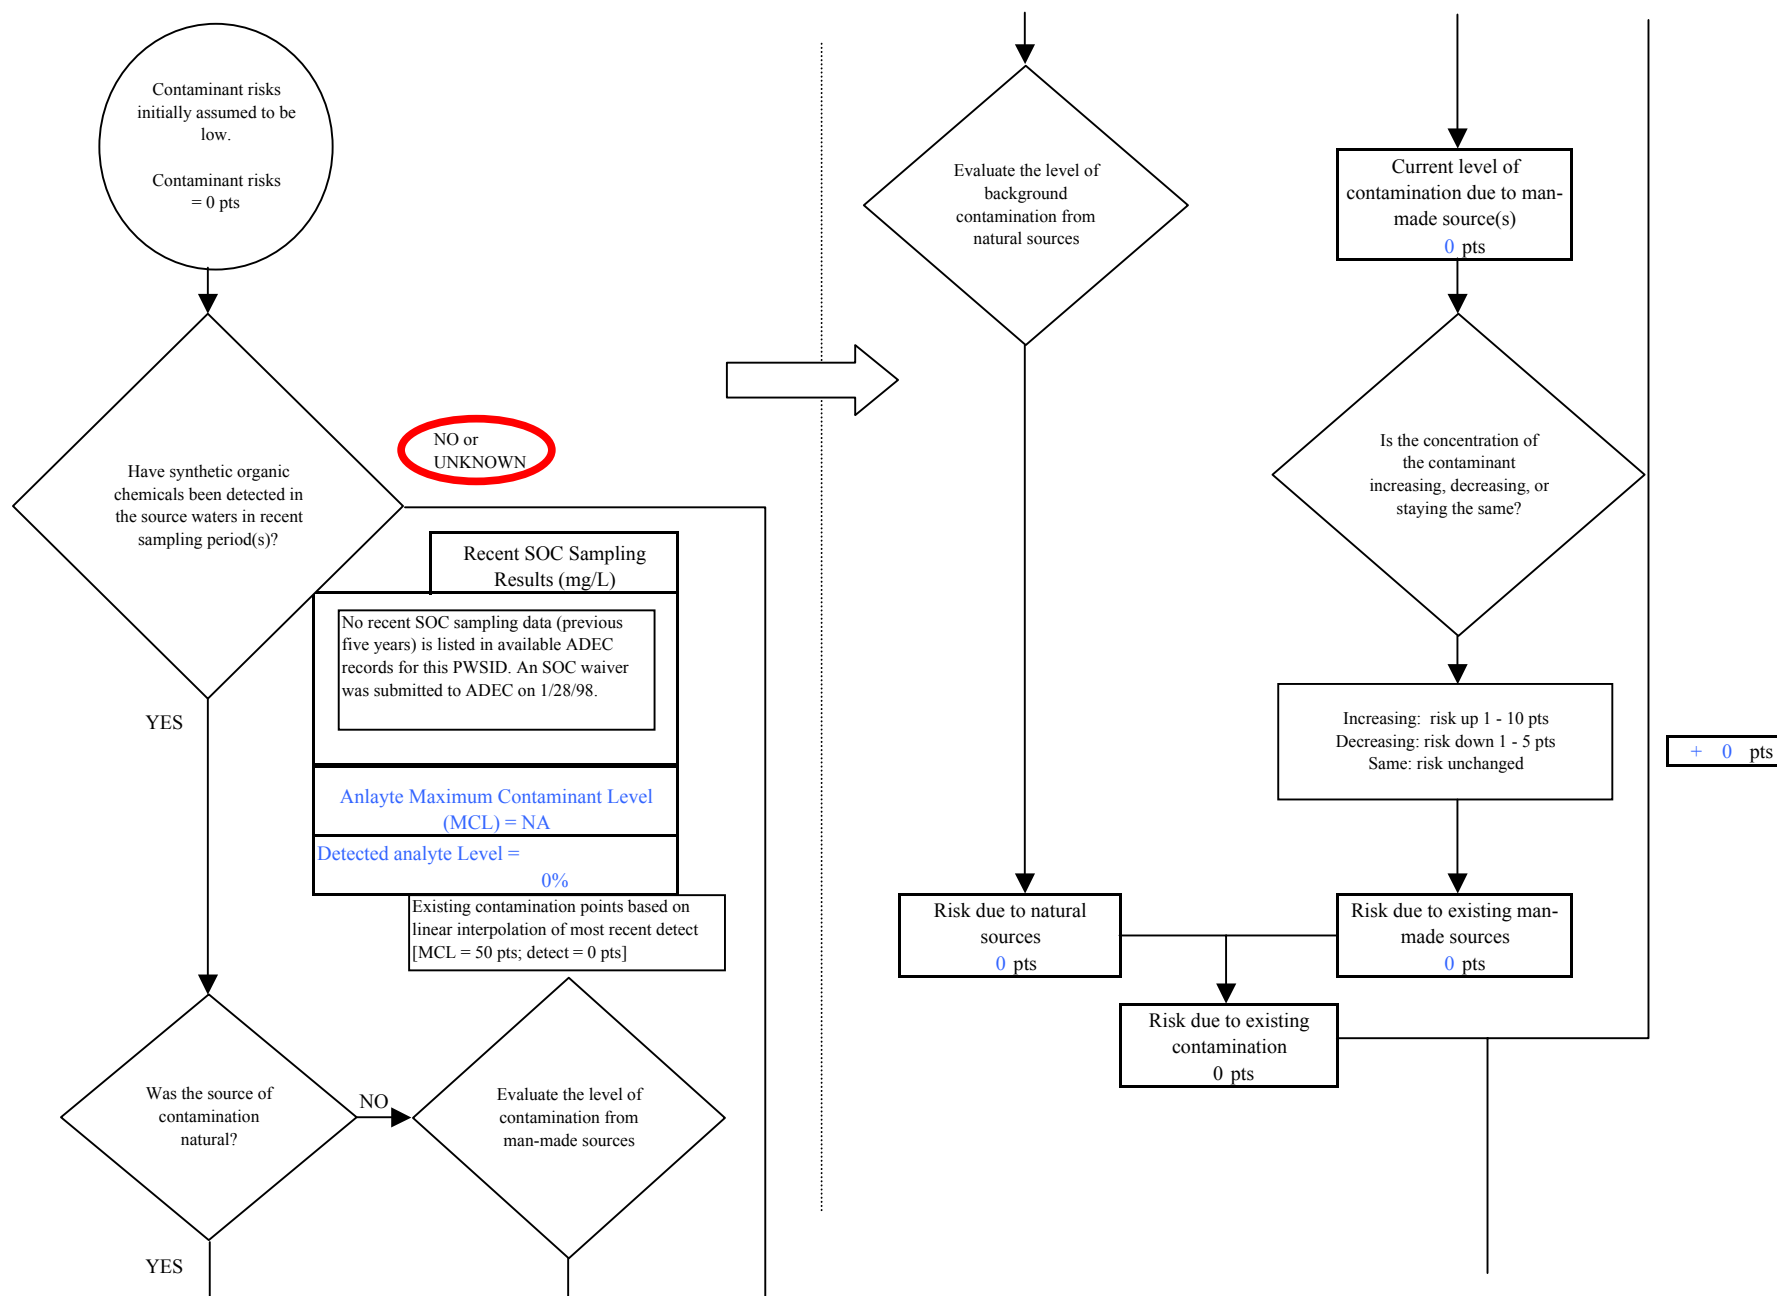 Contaminant risks
initially assumed to be
low.
Contaminant risks
= 0 pts
NO or
UNKNOWN
Have synthetic organic
chemicals been detected in
the source waters in recent
sampling period(s)?
Recent SOC Sampling
Results (mg/L)
No recent SOC sampling data (previous
five years) is listed in available ADEC
records for this PWSID. An SOC waiver
was submitted to ADEC on 1/28/98.
YES
Anlayte Maximum Contaminant Level
(MCL) = NA
Detected analyte Level =
0%
Existing contamination points based on
linear interpolation of most recent detect
[MCL = 50 pts; detect = 0 pts]
Was the source of
contamination
natural?
NO
Evaluate the level of
contamination from
man-made sources
YES
Evaluate the level of
background
contamination from
natural sources
Current level of
contamination due to man-
made source(s)
0 pts
Is the concentration of
the contaminant
increasing, decreasing, or
staying the same?
Increasing: risk up 1 - 10 pts
Decreasing: risk down 1 - 5 pts
Same: risk unchanged
+ 0 pts
Risk due to natural
sources
0 pts
Risk due to existing man-
made sources
0 pts
Risk due to existing
contamination
0 pts